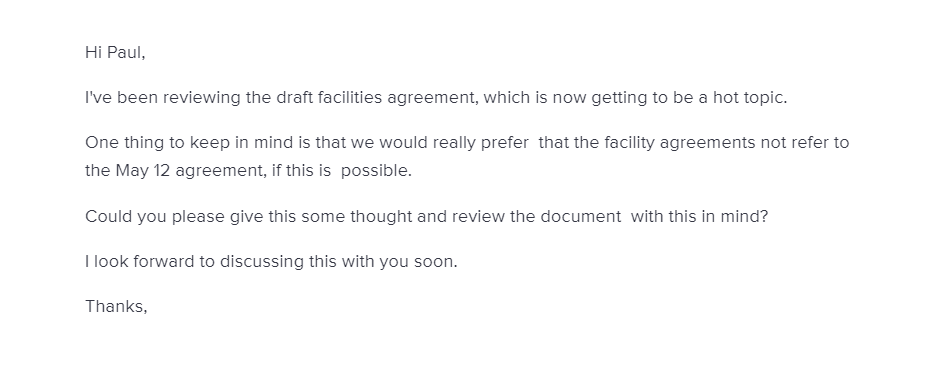 Hi Paul,
I've been reviewing the draft facilities agreement, which is now getting to be a hot topic.
One thing to keep in mind is that we would really prefer  that the facility agreements not refer to
the May 12 agreement, if this is  possible.
Could you please give this some thought and review the document  with this in mind?
I look forward to discussing this with you soon.
Thanks,